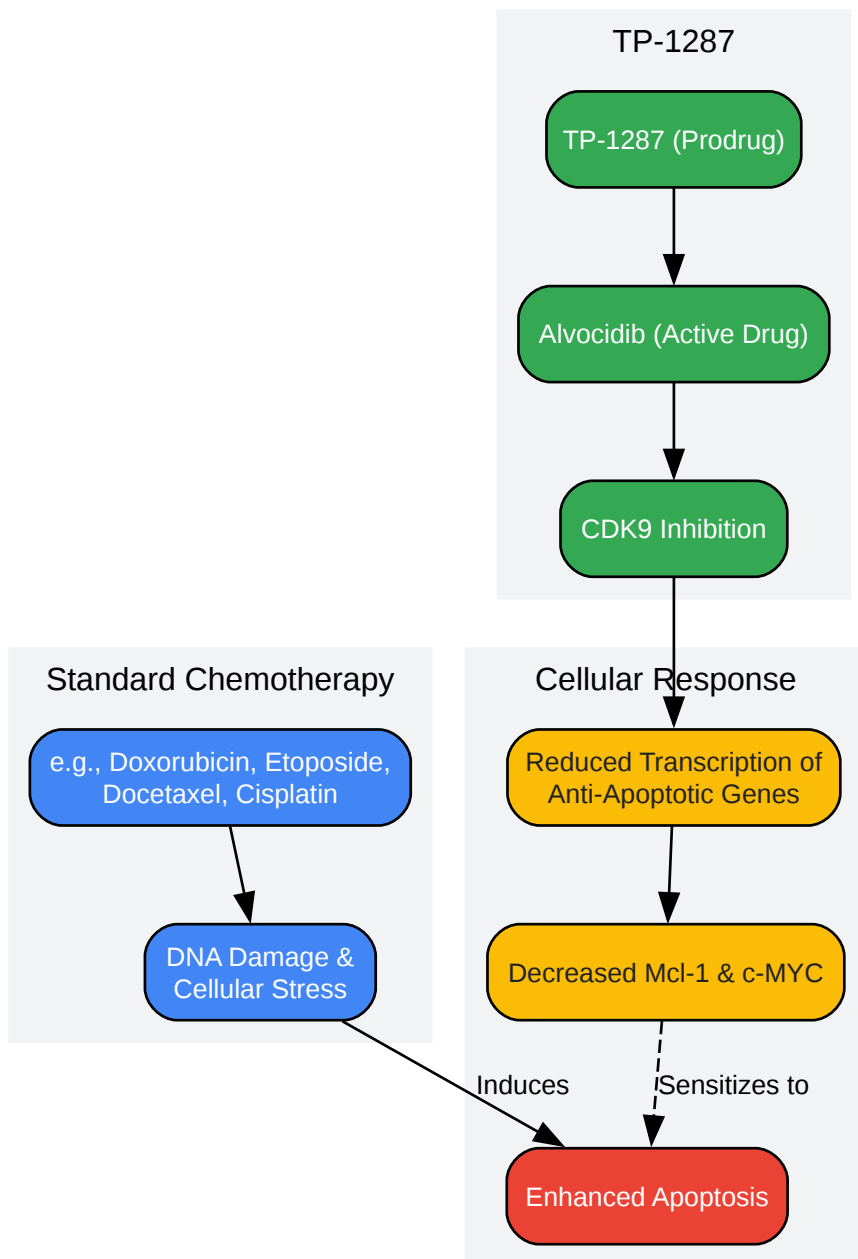 TP-1287
TP-1287 (Prodrug)
Alvocidib (Active Drug)
CDK9 Inhibition
Standard Chemotherapy
e.g., Doxorubicin, Etoposide,
Docetaxel, Cisplatin
DNA Damage &
Cellular Stress
Cellular Response
Reduced Transcription of
Anti-Apoptotic Genes
Decreased Mcl-1 & c-MYC
Induces
Sensitizes to
Enhanced Apoptosis